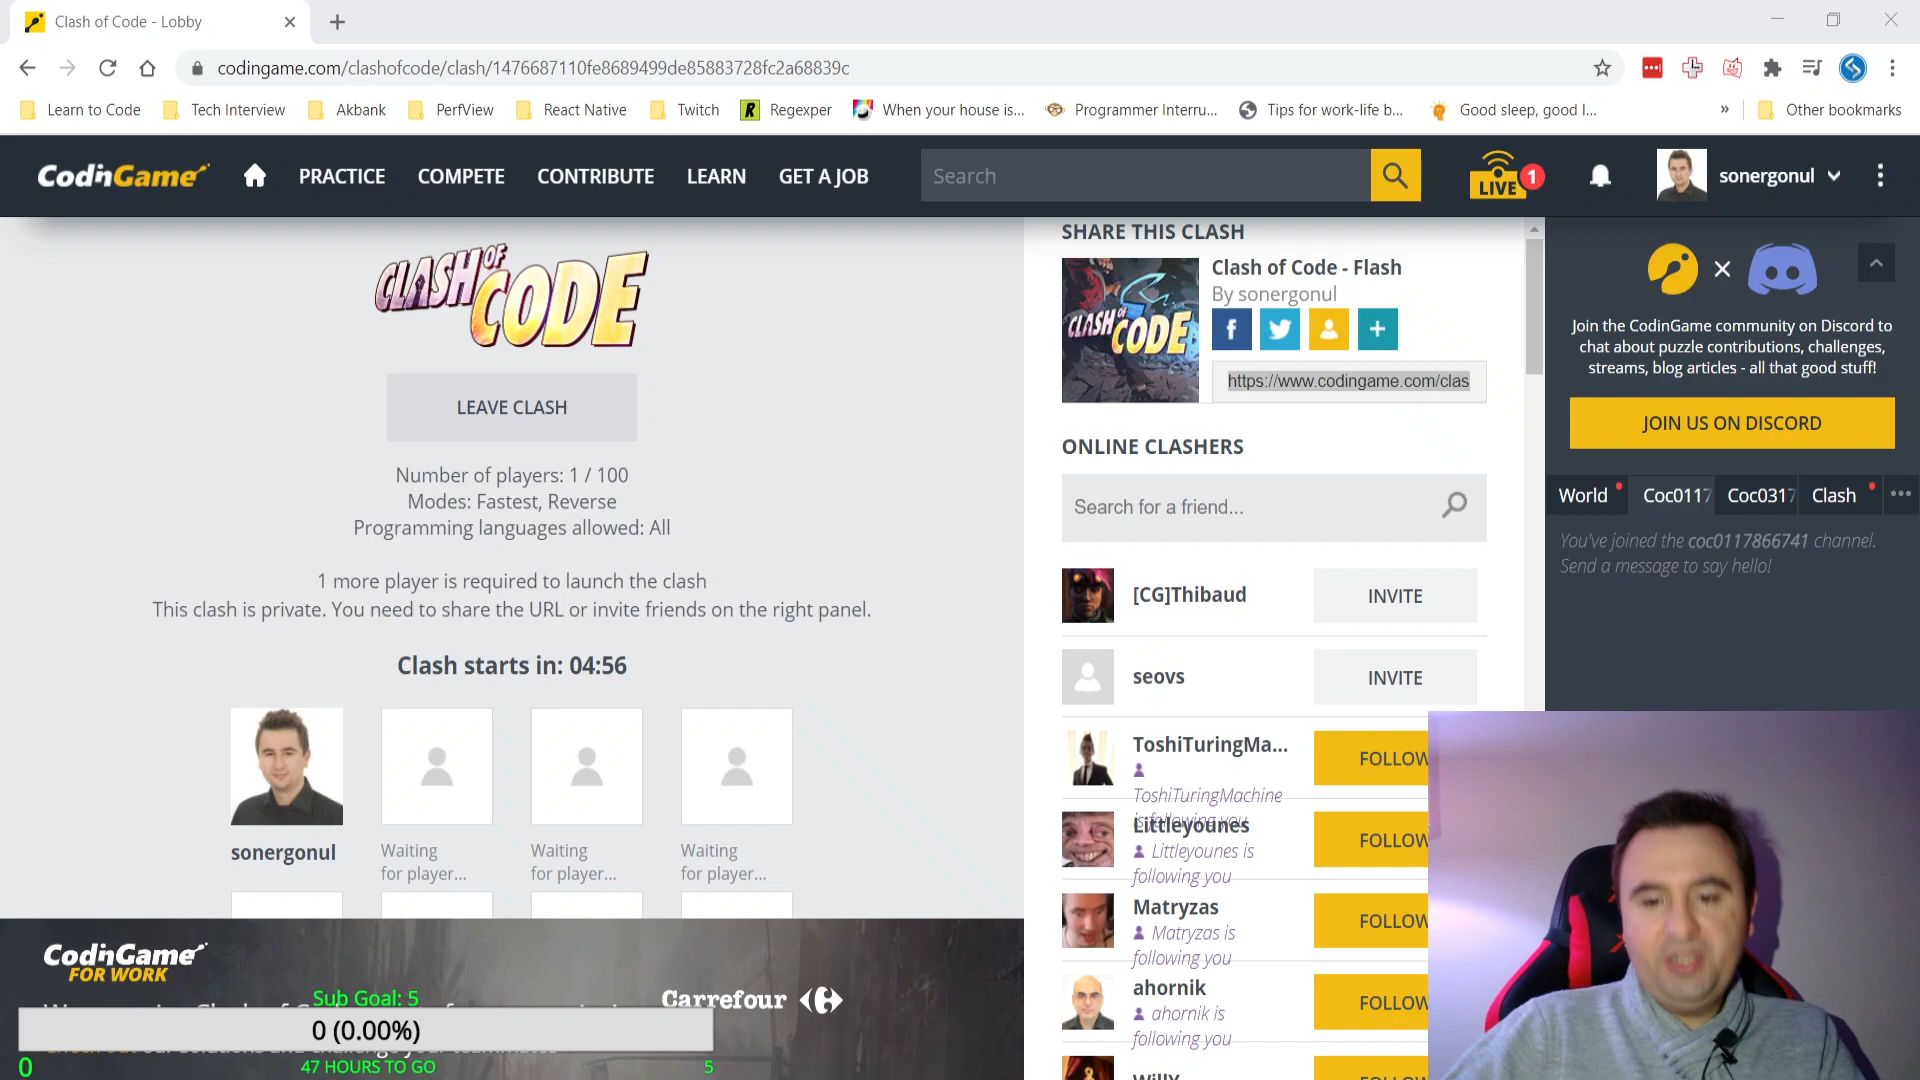 Clash of Code - Lobby
codingame.com/clashofcode/clash/1476687110fe8689499de85883728fc2a68839c
Learn to Code
Tech Interview
Akbank
PerfView
React Native
Twitch
R
Regexper
When your house is...
Programmer Interru...
Tips for work-life b...
Good sleep, good l...
»
Other bookmarks
CodinGame
PRACTICE
COMPETE
CONTRIBUTE
LEARN
GET A JOB
Search
LIVE
1
sonergonul
CLASH OF CODE
LEAVE CLASH
Number of players: 1 / 100
Modes: Fastest, Reverse
Programming languages allowed: All
1 more player is required to launch the clash
This clash is private. You need to share the URL or invite friends on the right panel.
Clash starts in: 04:56
sonergonul
Waiting
for player...
Waiting
for player...
Waiting
for player...
CodinGame
FOR WORK
Carrefour
Sub Goal: 5
0 (0.00%)
0
47 HOURS TO GO
5
SHARE THIS CLASH
CLASH OF CODE
Clash of Code - Flash
By sonergonul
https://www.codingame.com/clas
ONLINE CLASHERS
Search for a friend...
[CG]Thibaud
INVITE
seovs
INVITE
ToshiTuringMa...
FOLLOW
ToshiTuringMachine
is following you
Littleyounes
FOLLOW
Littleyounes is
following you
Matryzas
FOLLOW
Matryzas is
following you
ahornik
FOLLOW
ahornik is
following you
Join the CodinGame community on Discord to
chat about puzzle contributions, challenges,
streams, blog articles - all that good stuff!
JOIN US ON DISCORD
World
Coc0117
Coc0317
Clash
You've joined the coc0117866741 channel.
Send a message to say hello!